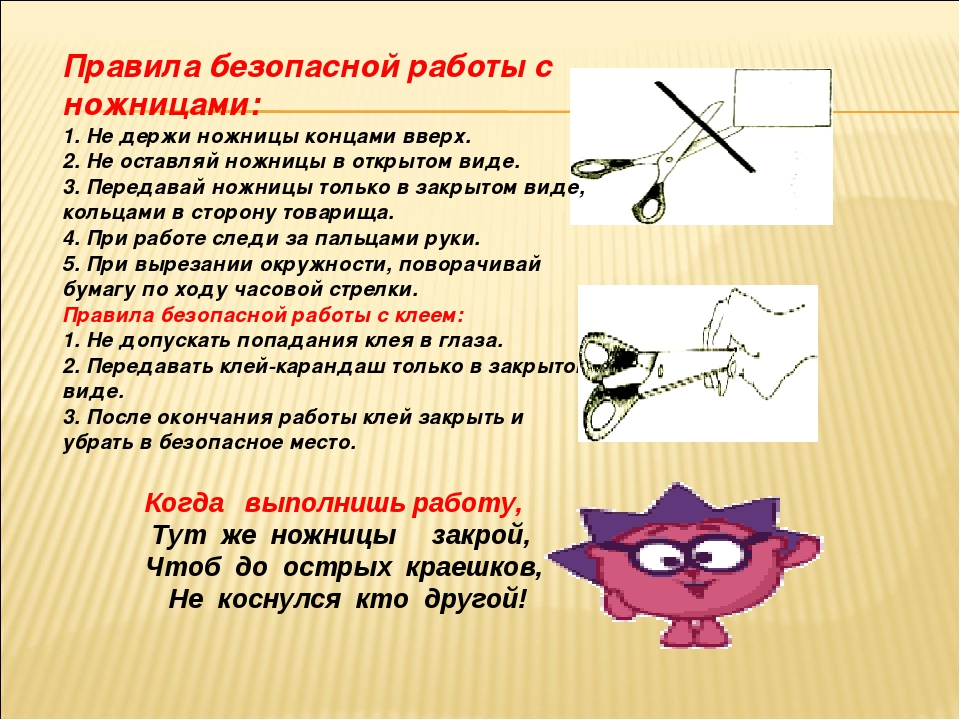 Правила безопасной работы с
ножницами:
1. Не держи ножницы концами вверх.
2. Не оставляй ножницы в открытом виде.
3. Передавай ножницы только в закрытом виде,
кольцами в сторону товарища.
4. При работе следи за пальцами руки.
5. При вырезании окружности, поворачивай
бумагу по ходу часовой стрелки.
Правила безопасной работы с клеем:
1. Не допускать попадания клея в глаза.
2. Передавать клей-карандаш только в закрытом
виде.
3. После окончания работы клей закрыть и
убрать в безопасное место.
Когда выполнишь работу,
Тут же ножницы закрой,
Чтоб до острых краешков,
Не коснулся кто другой!